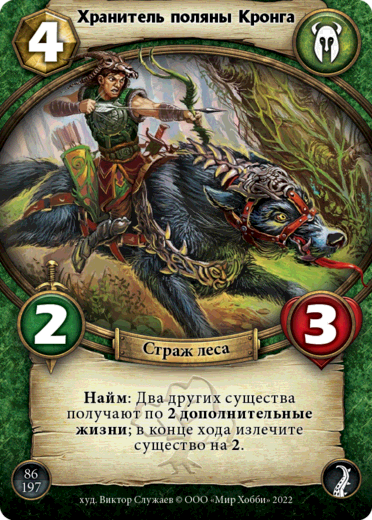 Хранитель поляны Кронга
4
2
3
Страж леса
Найм: Два других существа
получают по 2 дополнительные
жизни; в конце хода излечите
существо на 2.
86
197
худ. Виктор Служаев © ООО «Мир Хобби» 2022